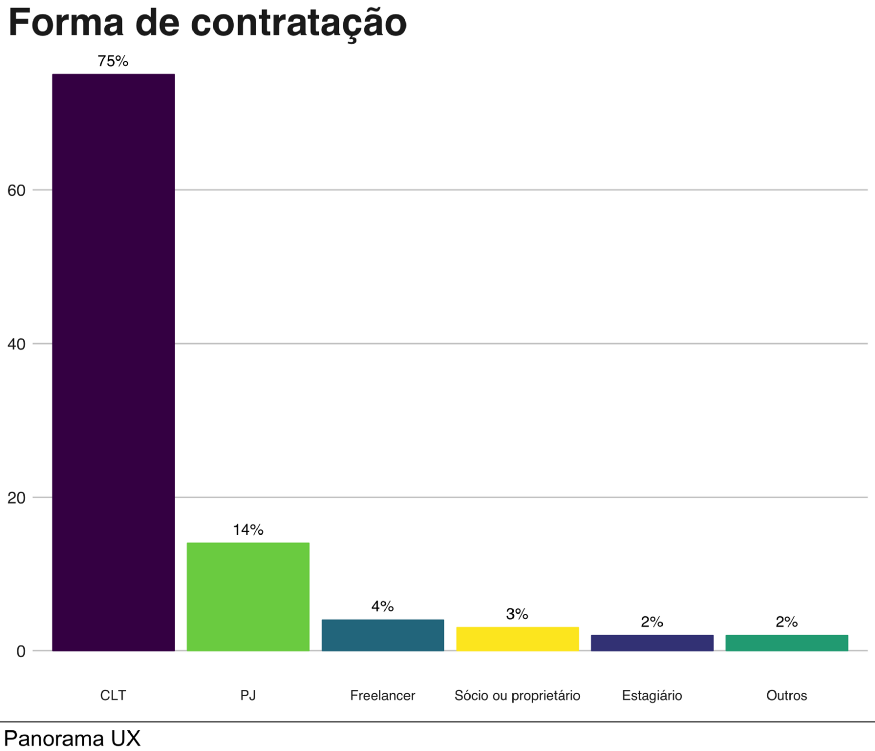 Forma de contratação
75%
60
40
20
14%
4%
3%
2%
2%
0
CLT
PJ
Freelancer
Sócio ou proprietário
Estagiário
Outros
Panorama UX